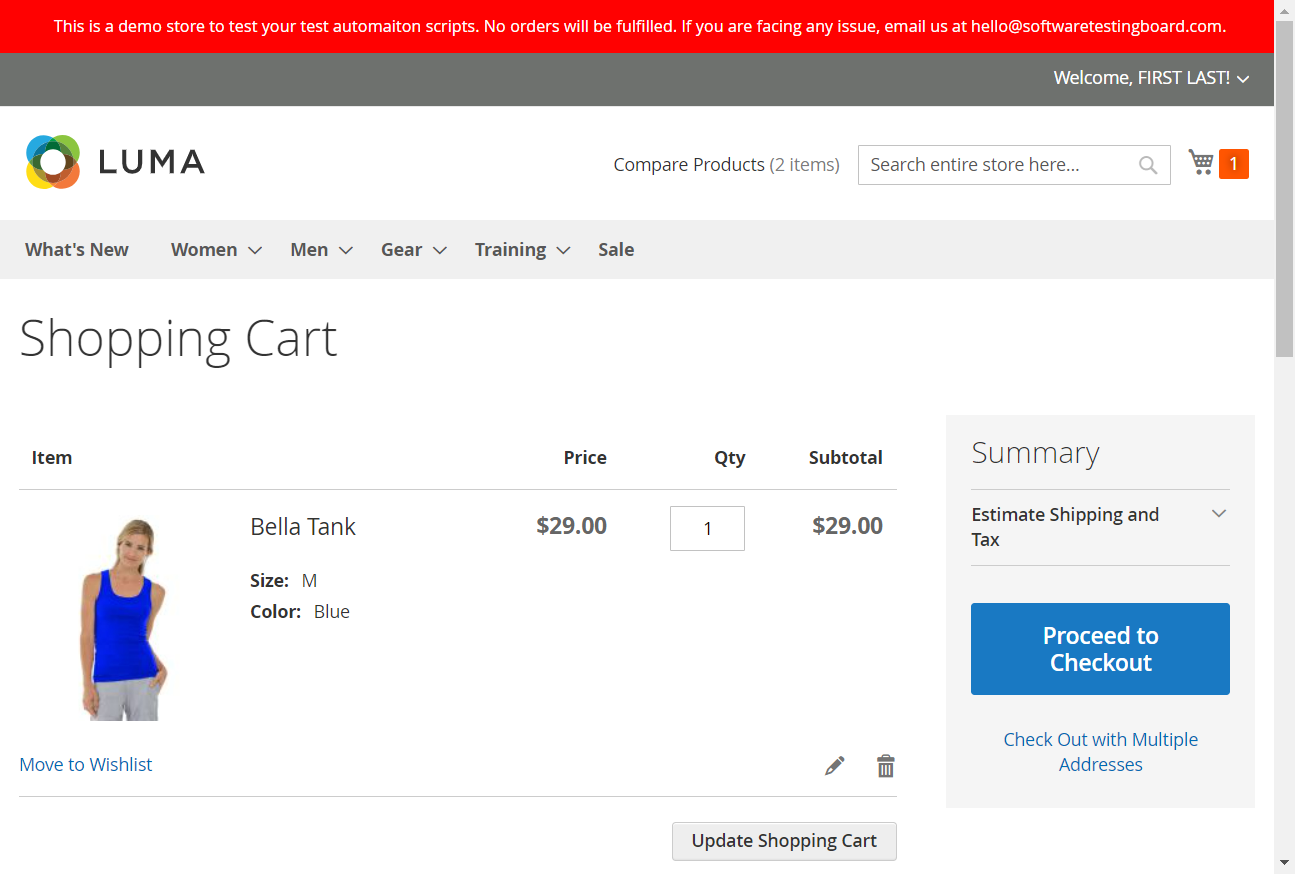 This is a demo store to test your test automaiton scripts. No orders will be fulfilled. If you are facing any issue, email us at hello@softwaretestingboard.com.
Welcome, FIRST LAST!
LUMA
Compare Products (2 items)
Search entire store here...
1
What's New Women Men Gear Training Sale
Shopping Cart
Item Price Qty Subtotal
Bella Tank $29.00 1 $29.00
Size: M
Color: Blue
Move to Wishlist
Update Shopping Cart
Summary
Estimate Shipping and
Tax
Proceed to
Checkout
Check Out with Multiple
Addresses